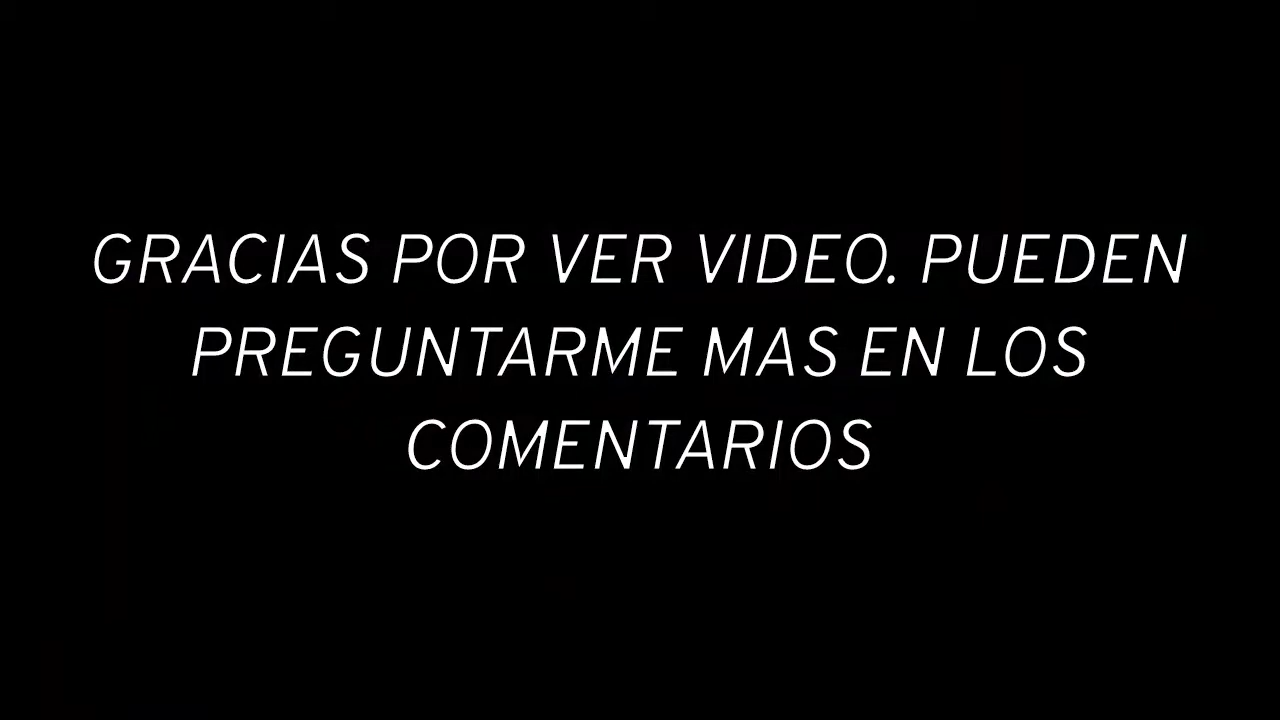 GRACIAS POR VER VIDEO. PUEDEN
PREGUNTARME MAS EN LOS
COMENTARIOS